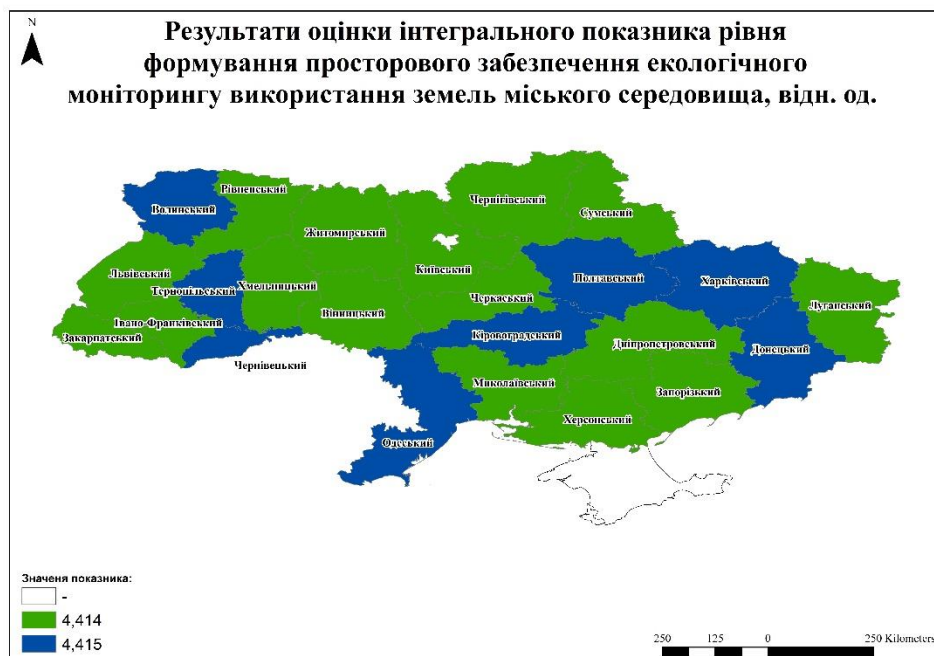 N
Результати оцінки інтегрального показника рівня
формування просторового забезпечення екологічного
моніторингу використання земель міського середовища, відн. од.
Волинський
Рівненський
Чернігівський
Сумський
Житомирський
Київський
Львівський
Тернопільський
Хмельницький
Полтавський
Харківський
Черкаський
Луганський
Івано-Франківський
Вінницький
Закарпатський
Кіровоградський
Дніпропетровський
Донецький
Чернівецький
Миколаївський
Запорізький
Херсонський
Одеський
Значеня показника:
-
4,414
4,415
250 125 0 250 Kilometers